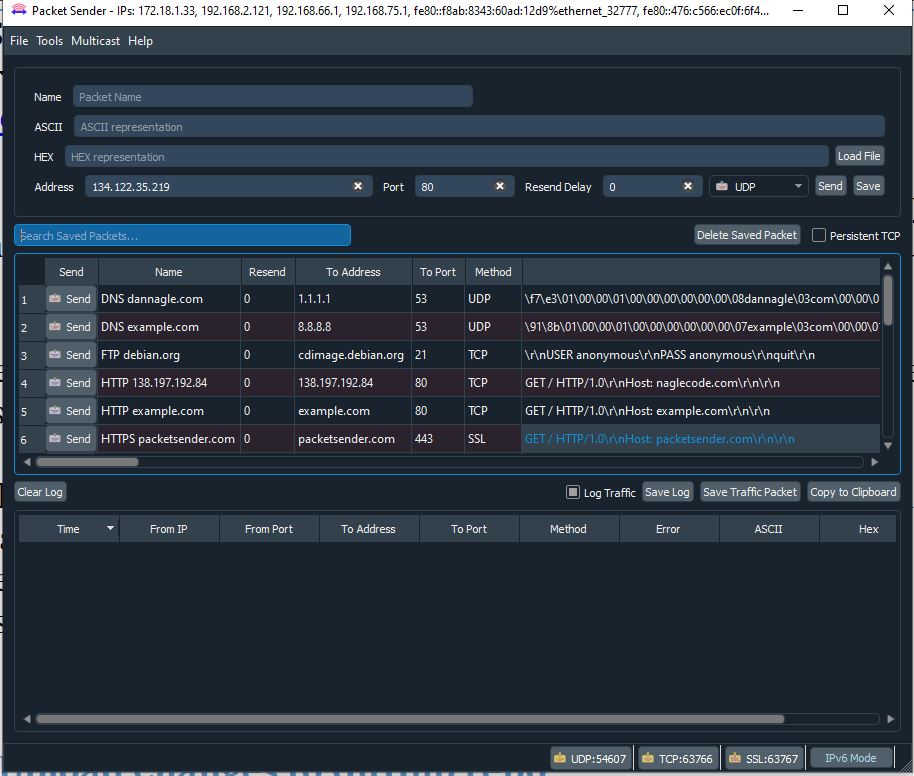 Packet Sender - IPs: 172.18.1.33, 192.168.2.121, 192.168.66.1, 192.168.75.1, fe80::adab:8343:60ad:12d9%ethernet_32777, fe80::476:c566:ec0f:6f4...
File Tools Multicast Help
Name Packet Name
ASCII ASCII representation
HEX HEX representation Load File
Address 134.122.35.219 Port 80 Resend Delay 0 UDP Send Save
Search Saved Packets... Delete Saved Packet Persistent TCP
Send Name Resend To Address To Port Method
1 Send DNS dannagle.com 0 1.1.1.1 53 UDP \f7\e3\01\00\00\01\00\00\00\00\00\00\08dannagle\03com\00\00\0
2 Send DNS example.com 0 8.8.8.8 53 UDP \91\8b\01\00\00\01\00\00\00\00\00\00\07example\03com\00\00\01
3 Send FTP debian.org 0 cdimage.debian.org 21 TCP \r\nUSER anonymous\r\nPASS anonymous\r\nquit\r\n
4 Send HTTP 138.197.192.84 0 138.197.192.84 80 TCP GET / HTTP/1.0\r\nHost: naglecode.com\r\n\r\n
5 Send HTTP example.com 0 example.com 80 TCP GET / HTTP/1.0\r\nHost: example.com\r\n\r\n
6 Send HTTPS packetsender.com 0 packetsender.com 443 SSL GET / HTTP/1.0\r\nHost: packetsender.com\r\n\r\n
Clear Log Log Traffic Save Log Save Traffic Packet Copy to Clipboard
Time From IP From Port To Address To Port Method Error ASCII Hex
UDP:54607 TCP:63766 SSL:63767 IPv6 Mode